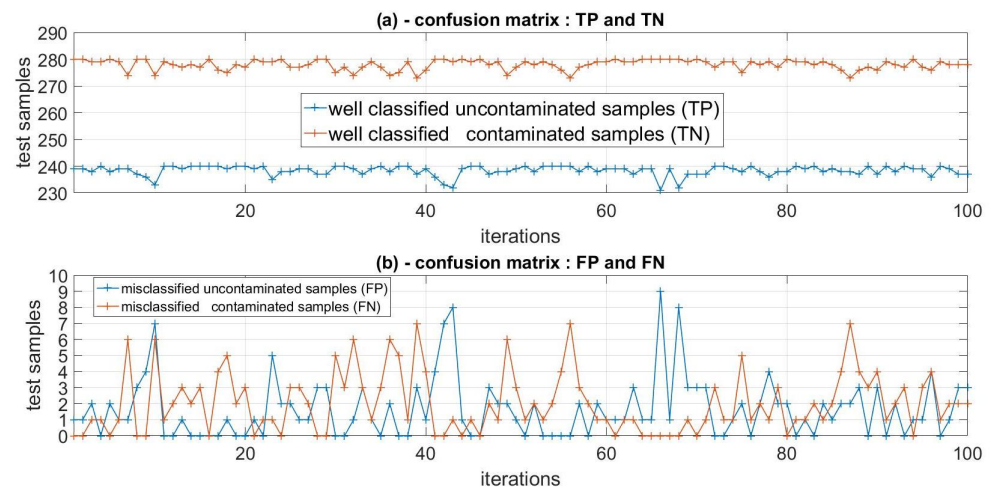 (a) - confusion matrix : TP and TN
290
280
270
260
250
240
230
test samples
well classified uncontaminated samples (TP)
well classified contaminated samples (TN)
20 40 60 80 100
iterations
(b) - confusion matrix : FP and FN
10
9
8
7
6
5
4
3
2
1
0
test samples
misclassified uncontaminated samples (FP)
misclassified contaminated samples (FN)
20 40 60 80 100
iterations